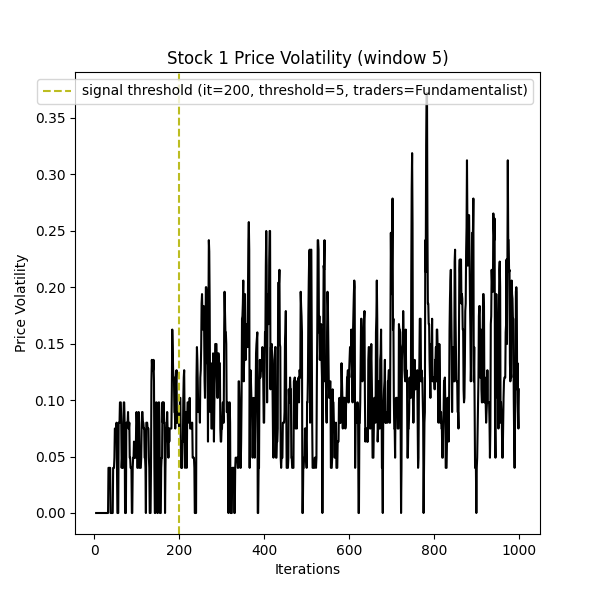 Stock 1 Price Volatility (window 5)
signal threshold (it=200, threshold=5, traders=Fundamentalist)
0.35
0.30
0.25
0.20
0.15
0.10
0.05
0.00
Price Volatility
0 200 400 600 800 1000
Iterations